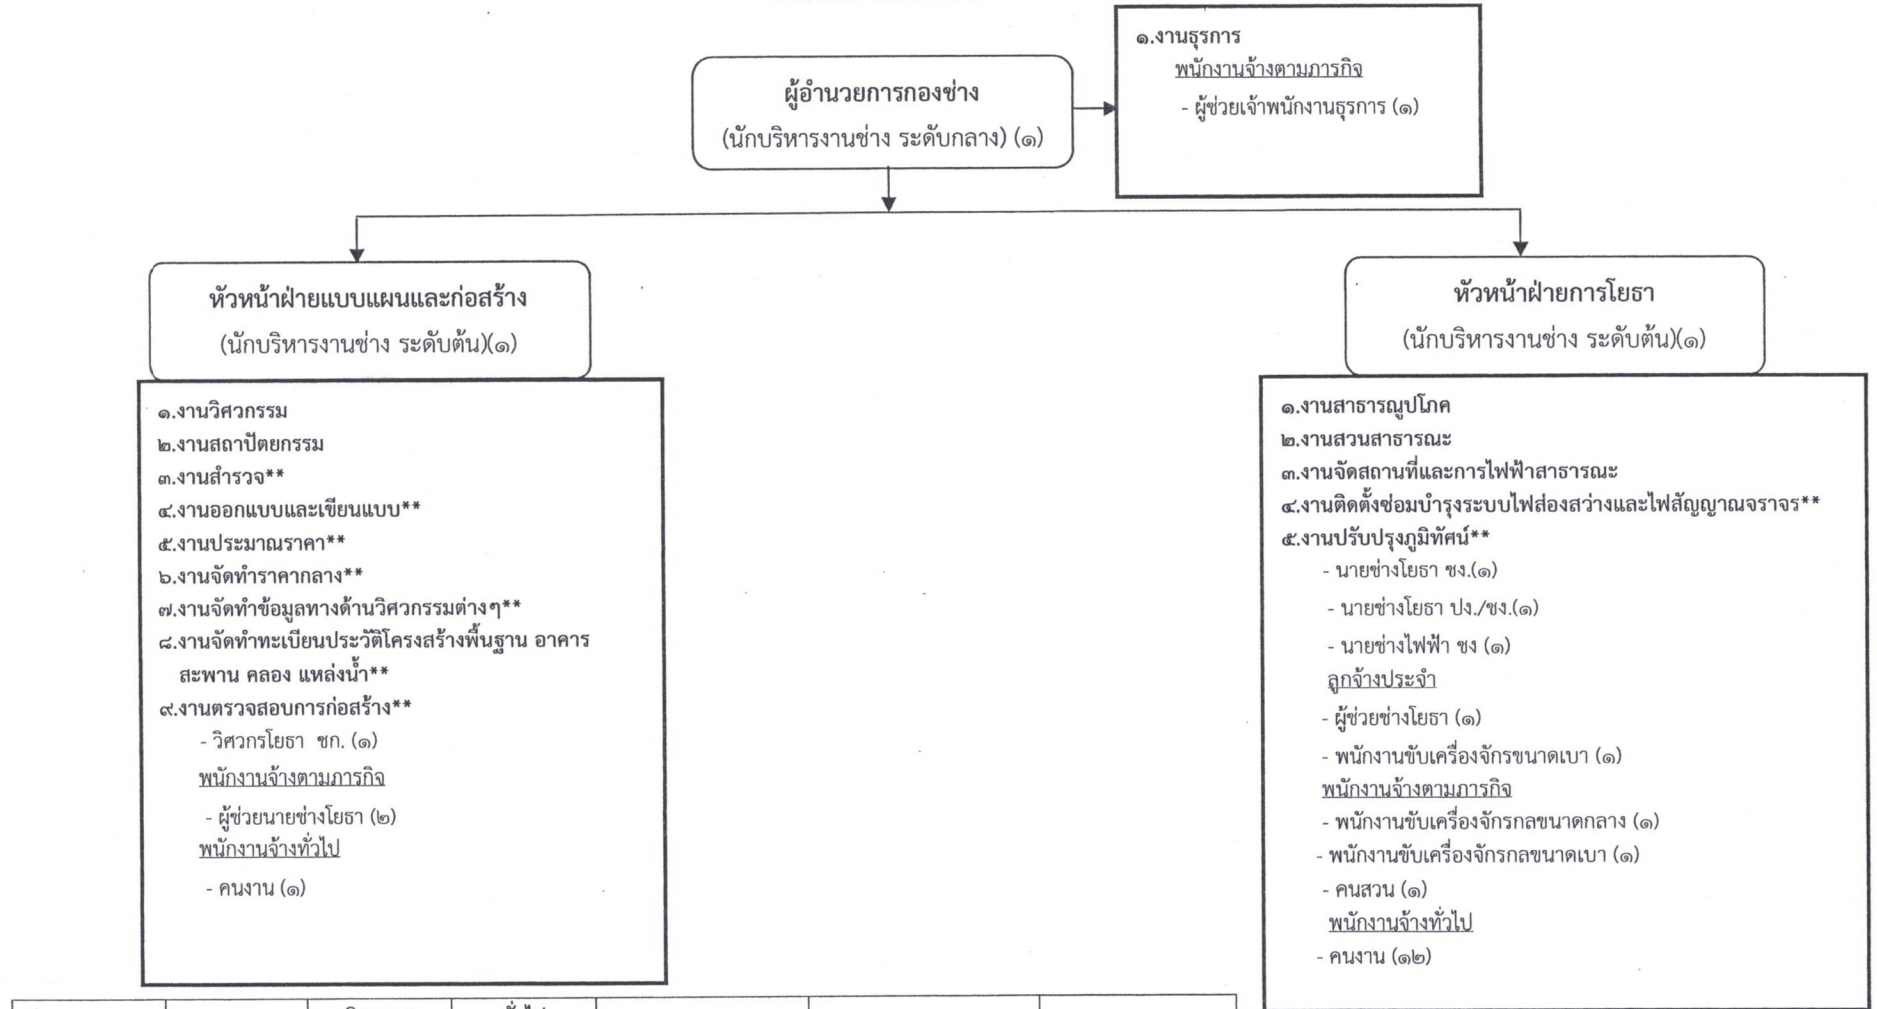 ผู้อำนวยการกองช่าง
(นักบริหารงานช่าง ระดับกลาง) (๑)
๑.งานธุรการ
พนักงานจ้างตามภารกิจ
- ผู้ช่วยเจ้าพนักงานธุรการ (๑)
หัวหน้าฝ่ายแบบแผนและก่อสร้าง
(นักบริหารงานช่าง ระดับต้น)(๑)
๑.งานวิศวกรรม
๒.งานสถาปัตยกรรม
๓.งานสำรวจ**
๔.งานออกแบบและเขียนแบบ**
๕.งานประมาณราคา**
๖.งานจัดทำราคากลาง**
๗.งานจัดทำข้อมูลทางด้านวิศวกรรมต่างๆ**
๘.งานจัดทำทะเบียนประวัติโครงสร้างพื้นฐาน อาคาร
สะพาน คลอง แหล่งน้ำ**
๙.งานตรวจสอบการก่อสร้าง**
- วิศวกรโยธา ชก. (๑)
พนักงานจ้างตามภารกิจ
- ผู้ช่วยนายช่างโยธา (๒)
พนักงานจ้างทั่วไป
- คนงาน (๑)
หัวหน้าฝ่ายการโยธา
(นักบริหารงานช่าง ระดับต้น)(๑)
๑.งานสาธารณูปโภค
๒.งานสวนสาธารณะ
๓.งานจัดสถานที่และการไฟฟ้าสาธารณะ
๔.งานติดตั้งซ่อมบำรุงระบบไฟส่องสว่างและไฟสัญญาณจราจร**
๕.งานปรับปรุงภูมิทัศน์**
- นายช่างโยธา ชง.(๑)
- นายช่างโยธา ปง./ชง.(๑)
- นายช่างไฟฟ้า ชง (๑)
ลูกจ้างประจำ
- ผู้ช่วยช่างโยธา (๑)
- พนักงานขับเครื่องจักรขนาดเบา (๑)
พนักงานจ้างตามภารกิจ
- พนักงานขับเครื่องจักรกลขนาดกลาง (๑)
- พนักงานขับเครื่องจักรกลขนาดเบา (๑)
- คนสวน (๑)
พนักงานจ้างทั่วไป
- คนงาน (๑๒)